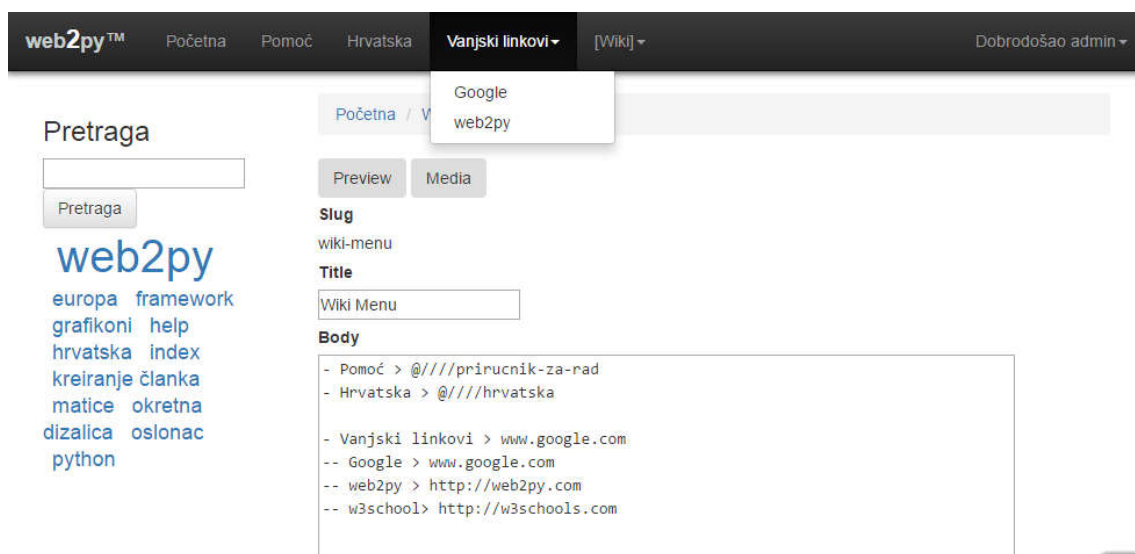 web2py™ Početna Pomoć Hrvatska Vanjski linkovi [Wiki] Dobrodošao admin
Google
web2py
Početna /
Pretraga
Pretraga
web2py
europa framework
grafikoni help
hrvatska index
kreiranje članka
matice okretna
dizalica oslonac
python
Preview Media
Slug
wiki-menu
Title
Wiki Menu
Body
- Pomoć > @////prirucnik-za-rad
- Hrvatska > @////hrvatska
- Vanjski linkovi > www.google.com
-- Google > www.google.com
-- web2py > http://web2py.com
-- w3school> http://w3schools.com